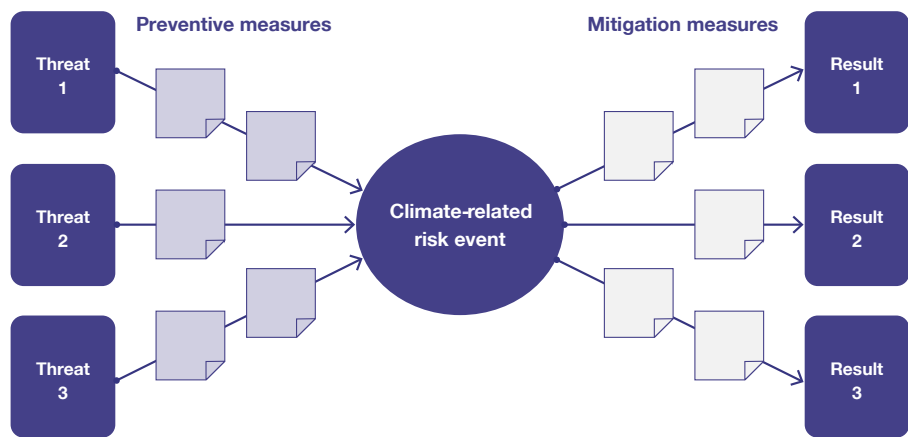 Preventive measures
Mitigation measures
Threat
1
Threat
2
Threat
3
Climate-related
risk event
Result
1
Result
2
Result
3